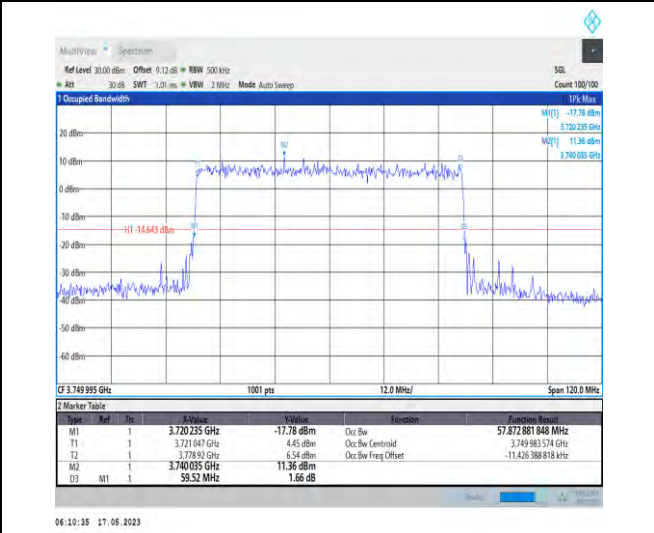 MultiView Spectrum
Ref Level 30.00 dBm Offset 9.12 dB RBW 500 kHz SGL
Att 30 dB SWT 1.01 ms VBW 2 MHz Mode Auto Sweep Count 100/100
1 Occupied Bandwidth 1Pk Max
M1[1] -17.78 dBm
3.720 235 GHz
M2[1] 11.36 dBm
3.740 035 GHz
20 dBm
M2
10 dBm
0 dBm
-10 dBm
H1 -14.643 dBm M1
-20 dBm
-30 dBm
-40 dBm
-50 dBm
-60 dBm
CF 3.749 995 GHz 1001 pts 12.0 MHz/ Span 120.0 MHz
2 Marker Table
Type Ref Trc X-Value Y-Value Function Function Result
M1 1 3.720 235 GHz -17.78 dBm Occ Bw 57.872 881 848 MHz
T1 1 3.721 047 GHz 4.45 dBm Occ Bw Centroid 3.749 983 574 GHz
T2 1 3.778 92 GHz 6.54 dBm Occ Bw Freq Offset -11.426 388 818 kHz
M2 1 3.740 035 GHz 11.36 dBm
D3 M1 1 59.52 MHz 1.66 dB
06:10:35 17.05.2023